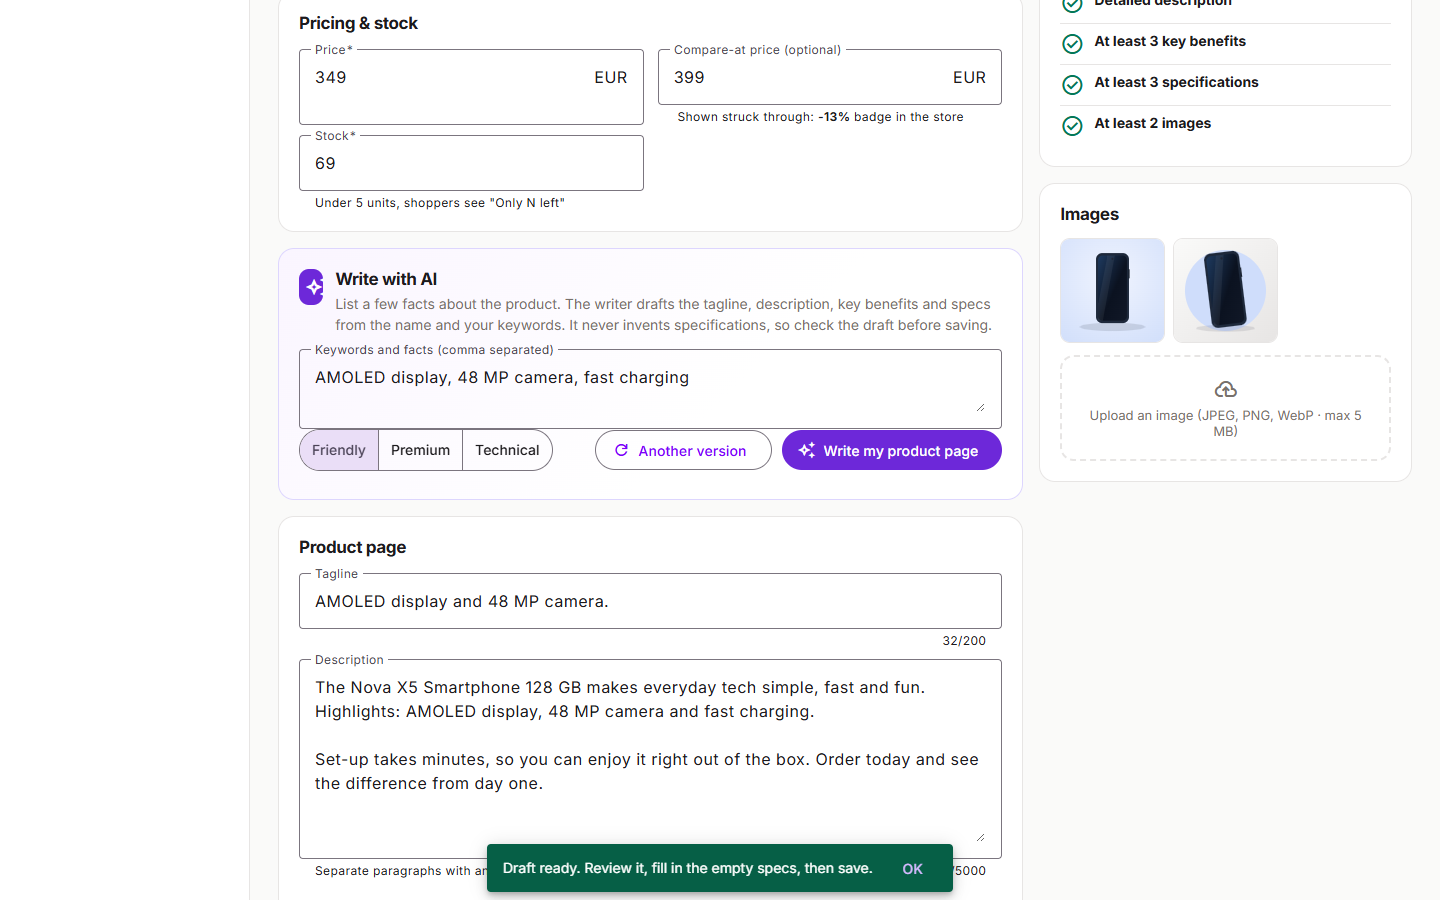 Pricing & stock
Price*
349 EUR
Compare-at price (optional)
399 EUR
Shown struck through: -13% badge in the store
Stock*
69
Under 5 units, shoppers see "Only N left"
Write with AI
List a few facts about the product. The writer drafts the tagline, description, key benefits and specs
from the name and your keywords. It never invents specifications, so check the draft before saving.
Keywords and facts (comma separated)
AMOLED display, 48 MP camera, fast charging
Friendly
Premium
Technical
Another version
Write my product page
Product page
Tagline
AMOLED display and 48 MP camera.
32/200
Description
The Nova X5 Smartphone 128 GB makes everyday tech simple, fast and fun.
Highlights: AMOLED display, 48 MP camera and fast charging.
Set-up takes minutes, so you can enjoy it right out of the box. Order today and see
the difference from day one.
Separate paragraphs with an
/5000
Draft ready. Review it, fill in the empty specs, then save. OK
Detailed description
At least 3 key benefits
At least 3 specifications
At least 2 images
Images
Upload an image (JPEG, PNG, WebP · max 5
MB)